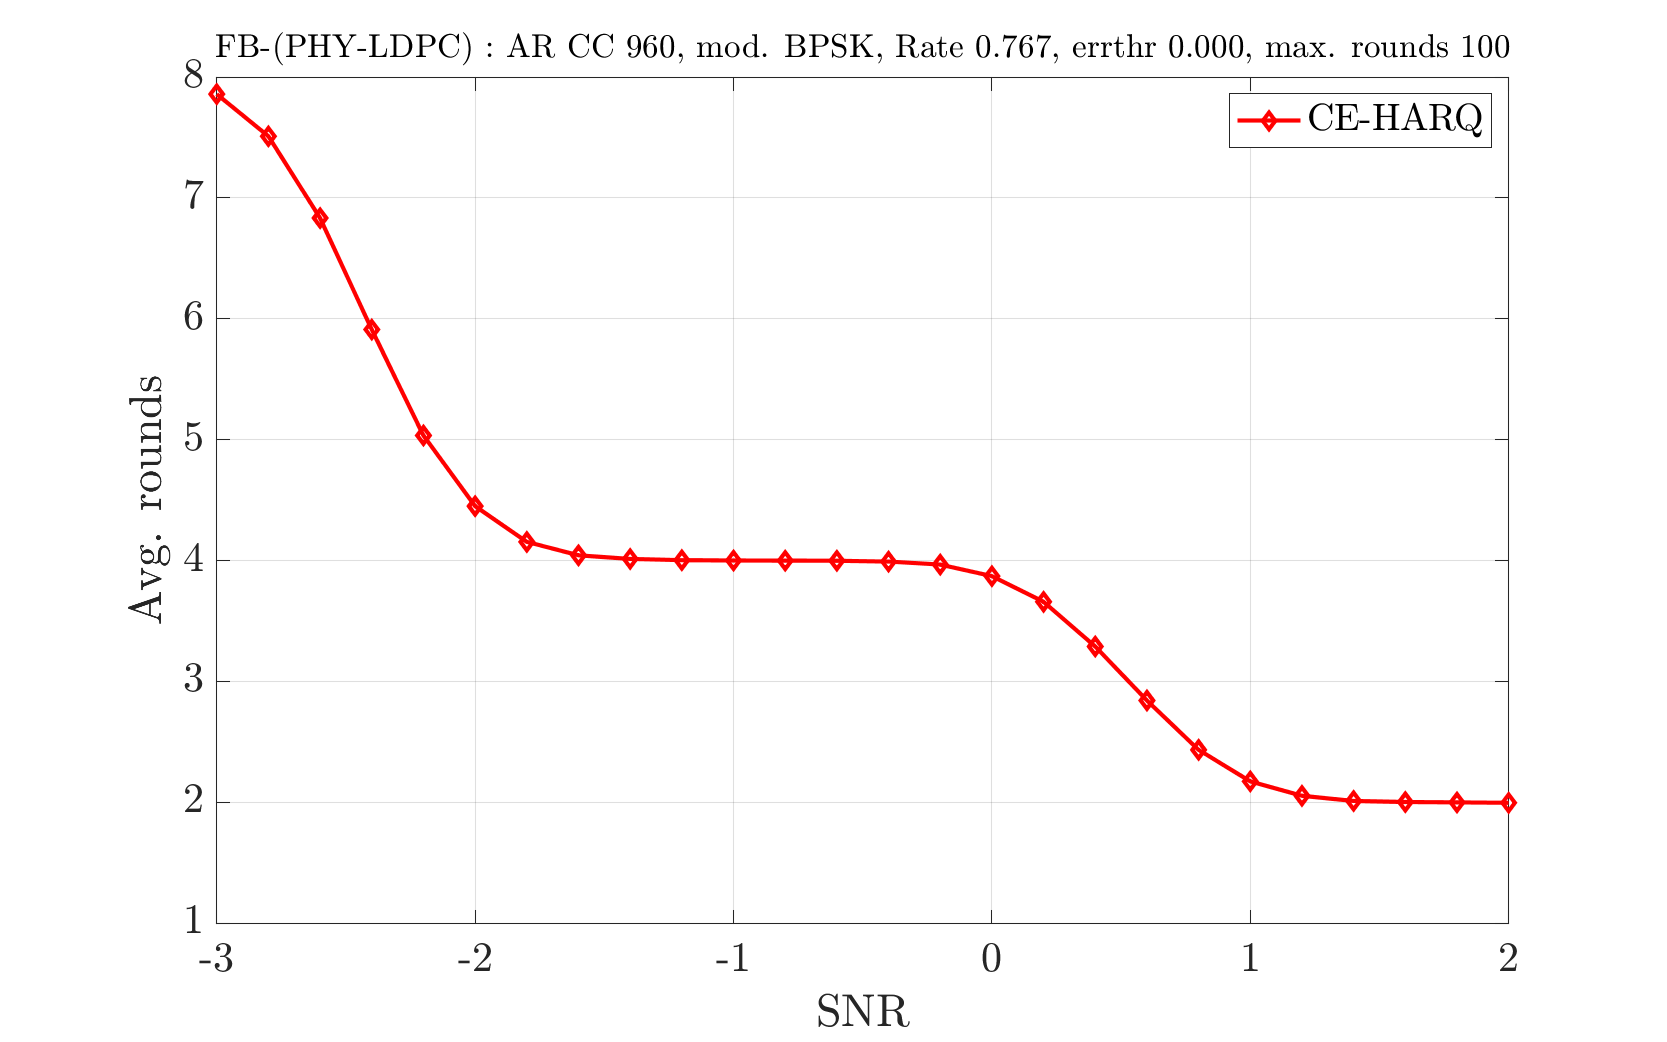 FB-(PHY-LDPC) : AR CC 960, mod. BPSK, Rate 0.767, errthr 0.000, max. rounds 100
CE-HARQ
8
7
6
5
4
3
2
1
Avg. rounds
-3 -2 -1 0 1 2
SNR